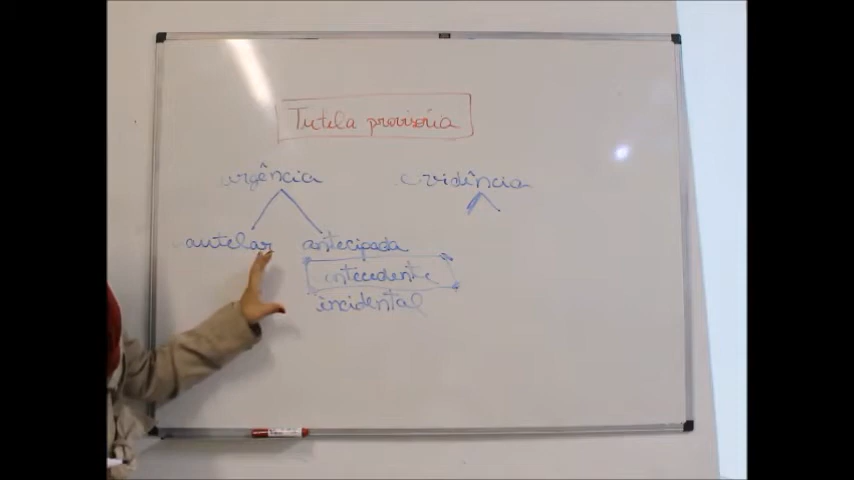 Tutela provisória
urgência evidência
cautelar antecipada
antecedente
incidental